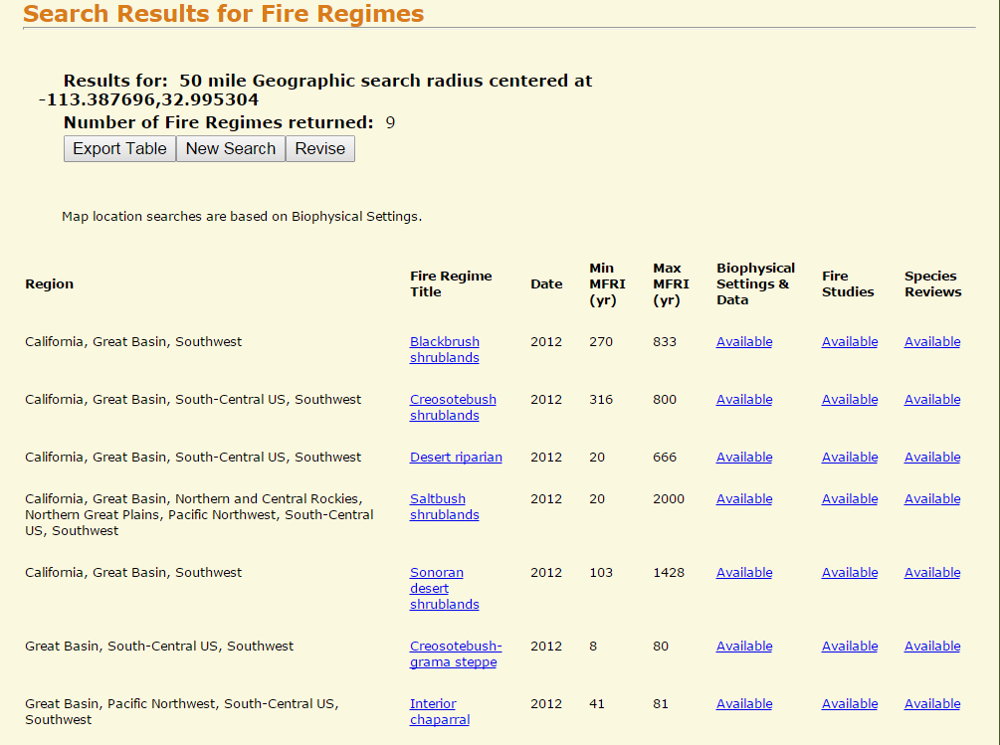 Search Results for Fire Regimes
Results for: 50 mile Geographic search radius centered at
-113.387696,32.995304
Number of Fire Regimes returned: 9
Export Table New Search Revise
Map location searches are based on Biophysical Settings.
Region Fire Regime Title Date Min MFRI (yr) Max MFRI (yr) Biophysical Settings & Data Fire Studies Species Reviews
California, Great Basin, Southwest Blackbrush shrublands 2012 270 833 Available Available Available
California, Great Basin, South-Central US, Southwest Creosotebush shrublands 2012 316 800 Available Available Available
California, Great Basin, South-Central US, Southwest Desert riparian 2012 20 666 Available Available Available
California, Great Basin, Northern and Central Rockies, Northern Great Plains, Pacific Northwest, South-Central US, Southwest Saltbush shrublands 2012 20 2000 Available Available Available
California, Great Basin, Southwest Sonoran desert shrublands 2012 103 1428 Available Available Available
Great Basin, South-Central US, Southwest Creosotebush-grama steppe 2012 8 80 Available Available Available
Great Basin, Pacific Northwest, South-Central US, Southwest Interior chaparral 2012 41 81 Available Available Available